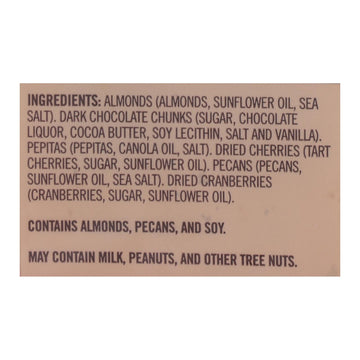 INGREDIENTS: ALMONDS (ALMONDS, SUNFLOWER OIL, SEA
SALT). DARK CHOCOLATE CHUNKS (SUGAR, CHOCOLATE
LIQUOR, COCOA BUTTER, SOY LECITHIN, SALT AND VANILLA).
PEPITAS (PEPITAS, CANOLA OIL, SALT). DRIED CHERRIES (TART
CHERRIES, SUGAR, SUNFLOWER OIL). PECANS (PECANS,
SUNFLOWER OIL, SEA SALT). DRIED CRANBERRIES
(CRANBERRIES, SUGAR, SUNFLOWER OIL).
CONTAINS ALMONDS, PECANS, AND SOY.
MAY CONTAIN MILK, PEANUTS, AND OTHER TREE NUTS.